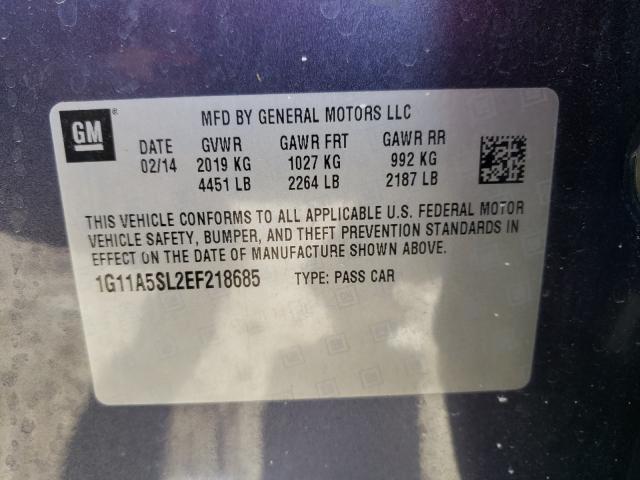 GM ®
MFD BY GENERAL MOTORS LLC
DATE GVWR GAWR FRT GAWR RR
02/14 2019 KG 1027 KG 992 KG
4451 LB 2264 LB 2187 LB
THIS VEHICLE CONFORMS TO ALL APPLICABLE U.S. FEDERAL MOTOR
VEHICLE SAFETY, BUMPER, AND THEFT PREVENTION STANDARDS IN
EFFECT ON THE DATE OF MANUFACTURE SHOWN ABOVE.
1G11A5SL2EF218685 TYPE: PASS CAR